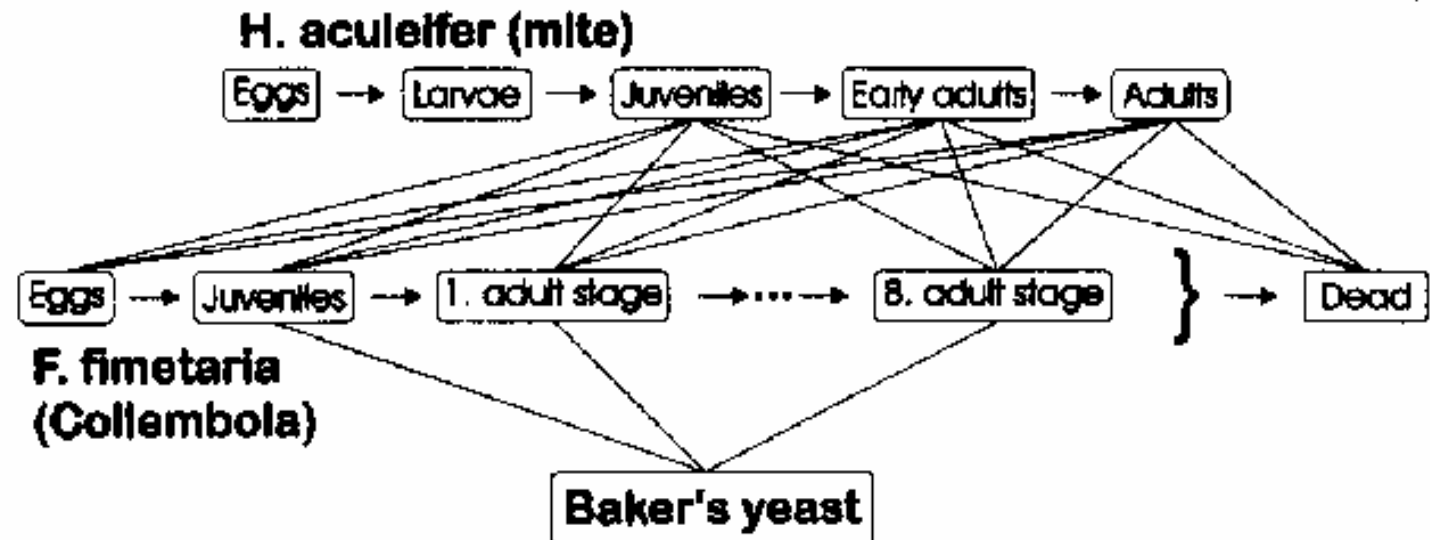 H. aculeifer (mite)
Eggs Larvae Juveniles Early adults Adults
Eggs Juveniles 1. adult stage ... 8. adult stage } Dead
F. fimetaria
(Collembola)
Baker's yeast